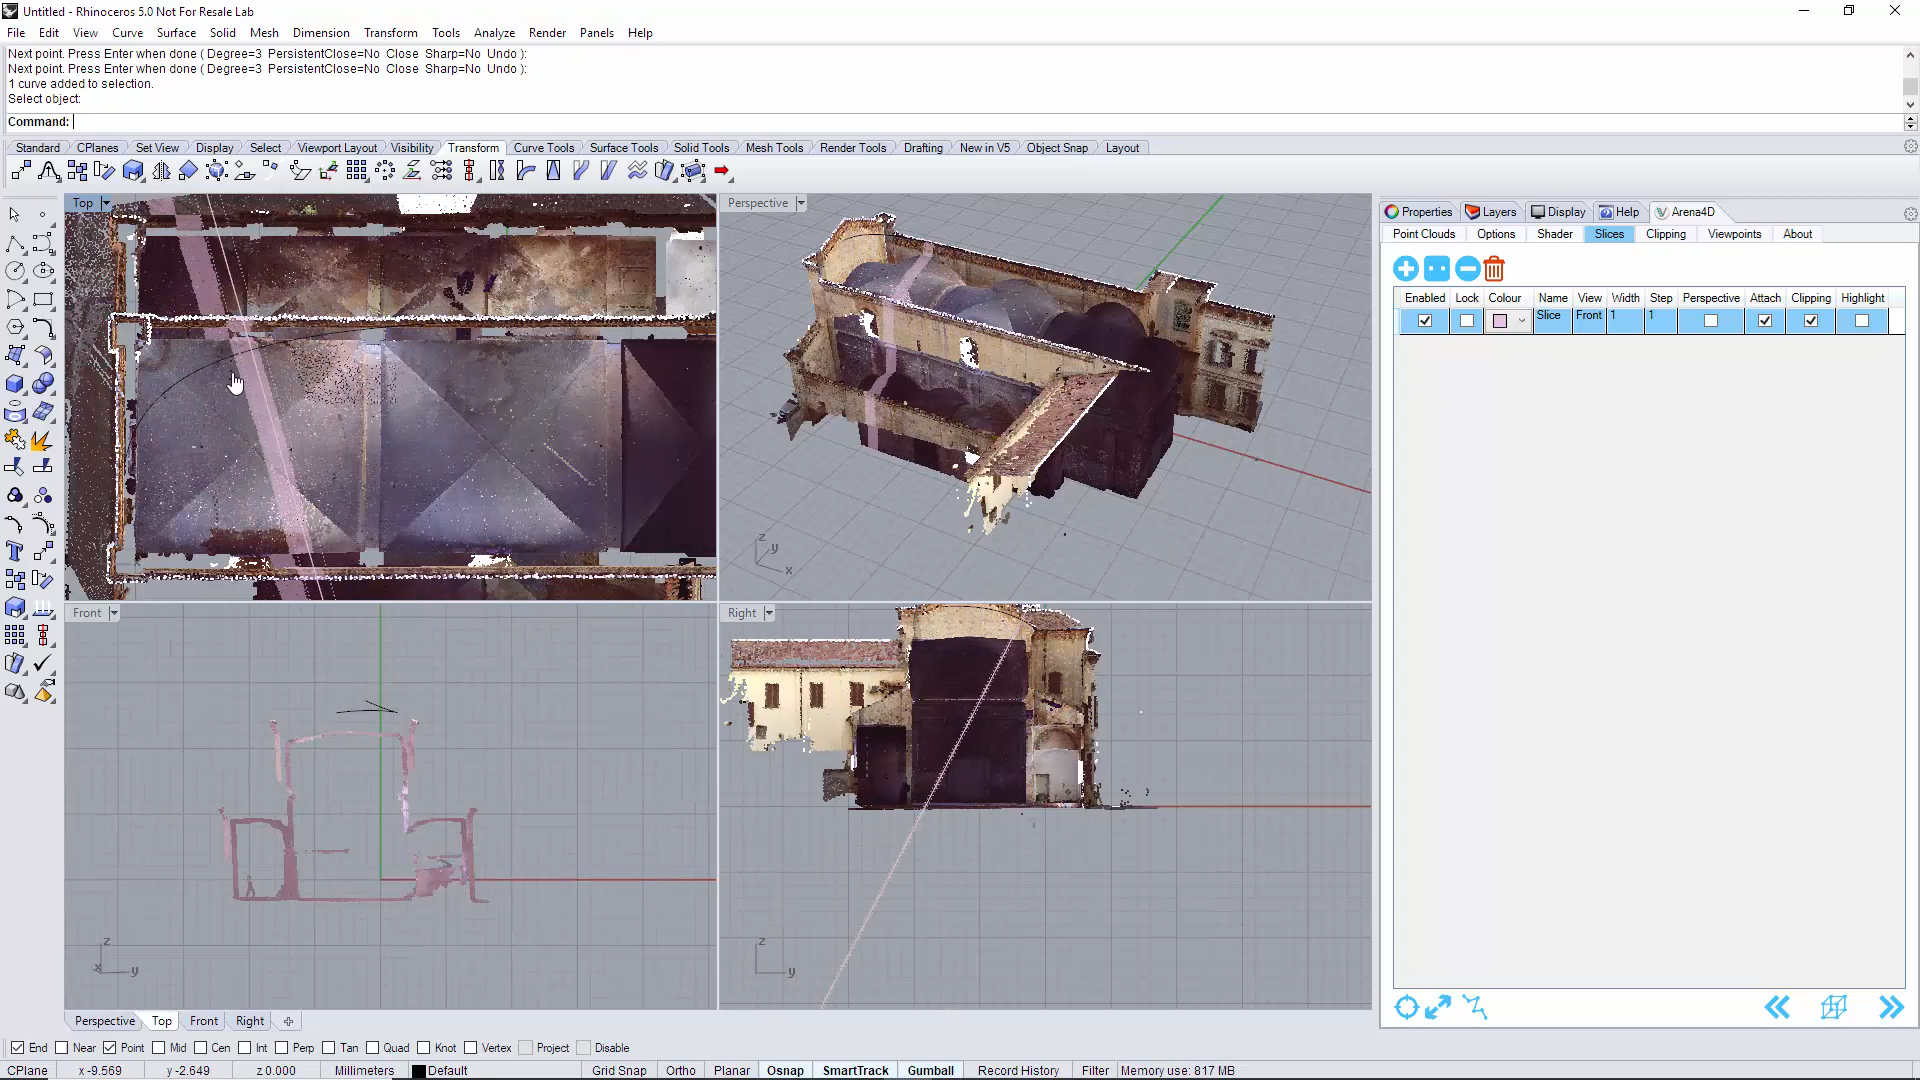 Untitled - Rhinoceros 5.0 Not For Resale Lab
File Edit View Curve Surface Solid Mesh Dimension Transform Tools Analyze Render Panels Help
Next point. Press Enter when done ( Degree=3 PersistentClose=No Close Sharp=No Undo ):
Next point. Press Enter when done ( Degree=3 PersistentClose=No Close Sharp=No Undo ):
1 curve added to selection.
Select object:
Command:
Standard CPlanes Set View Display Select Viewport Layout Visibility Transform Curve Tools Surface Tools Solid Tools Mesh Tools Render Tools Drafting New in V5 Object Snap Layout
Top Perspective
Properties Layers Display Help Arena4D
Point Clouds Options Shader Slices Clipping Viewpoints About
Enabled Lock Colour Name View Width Step Perspective Attach Clipping Highlight
Slice Front 1 1
z y x
Front Right
z x y
z y
Perspective Top Front Right
End Near Point Mid Cen Int Perp Tan Quad Knot Vertex Project Disable
CPlane x -9.569 y -2.649 z 0.000 Millimeters Default Grid Snap Ortho Planar Osnap SmartTrack Gumball Record History Filter Memory use: 817 MB